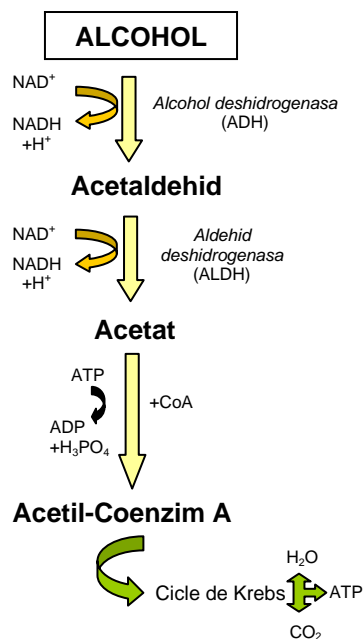 ALCOHOL
NAD⁺
NADH
+H⁺
Alcohol deshidrogenasa
(ADH)
Acetaldehid
NAD⁺
NADH
+H⁺
Aldehid
deshidrogenasa
(ALDH)
Acetat
ATP
ADP
+H₃PO₄
+CoA
Acetil-Coenzim A
Cicle de Krebs
H₂O
ATP
CO₂